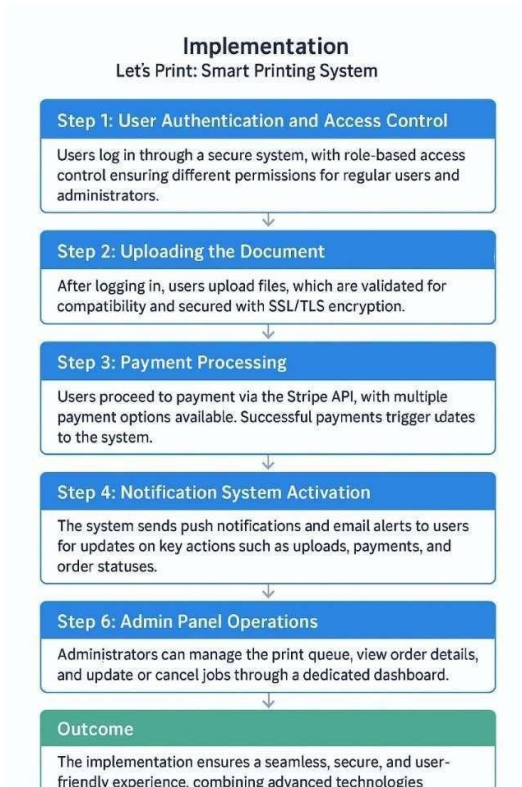 Implementation
Let's Print: Smart Printing System
Step 1: User Authentication and Access Control
Users log in through a secure system, with role-based access
control ensuring different permissions for regular users and
administrators.
Step 2: Uploading the Document
After logging in, users upload files, which are validated for
compatibility and secured with SSL/TLS encryption.
Step 3: Payment Processing
Users proceed to payment via the Stripe API, with multiple
payment options available. Successful payments trigger udates
to the system.
Step 4: Notification System Activation
The system sends push notifications and email alerts to users
for updates on key actions such as uploads, payments, and
order statuses.
Step 6: Admin Panel Operations
Administrators can manage the print queue, view order details,
and update or cancel jobs through a dedicated dashboard.
Outcome
The implementation ensures a seamless, secure, and user-
friendly experience, combining advanced technologies